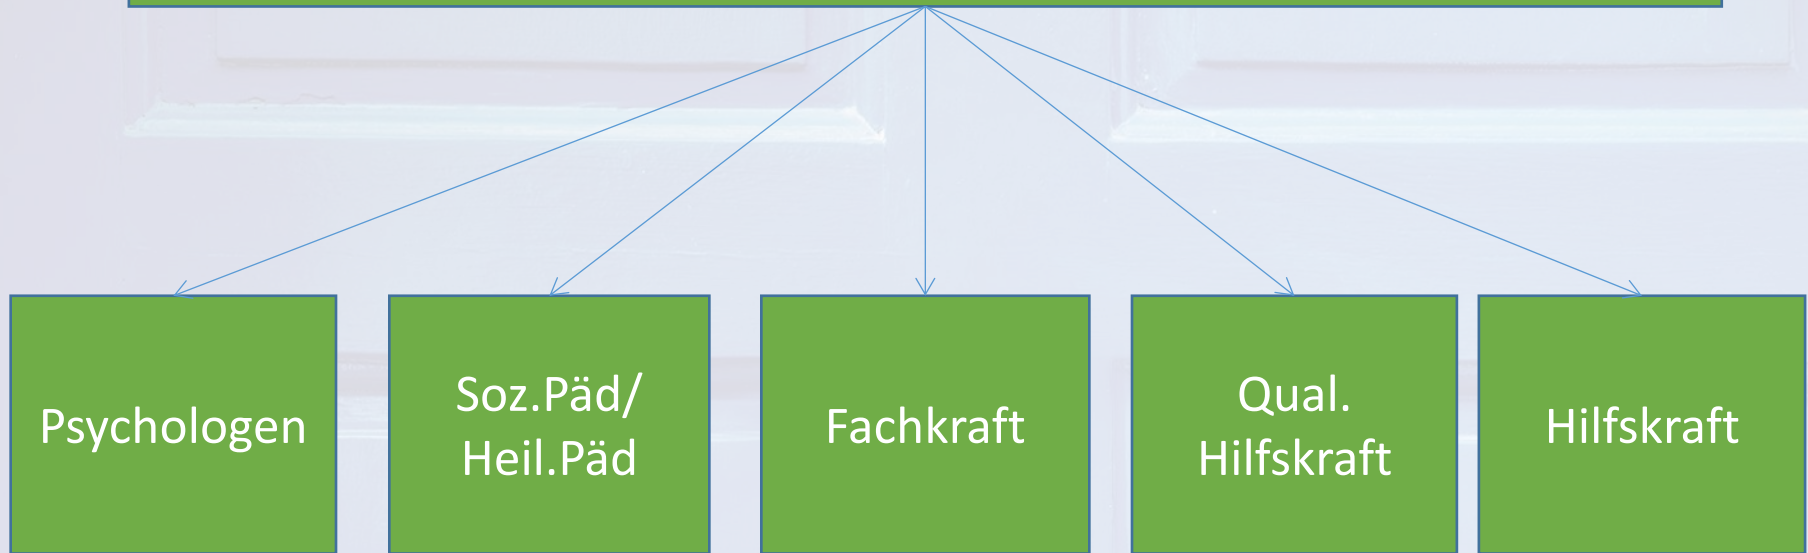 Psychologen
Soz.Päd/
Heil.Päd
Fachkraft
Qual.
Hilfskraft
Hilfskraft